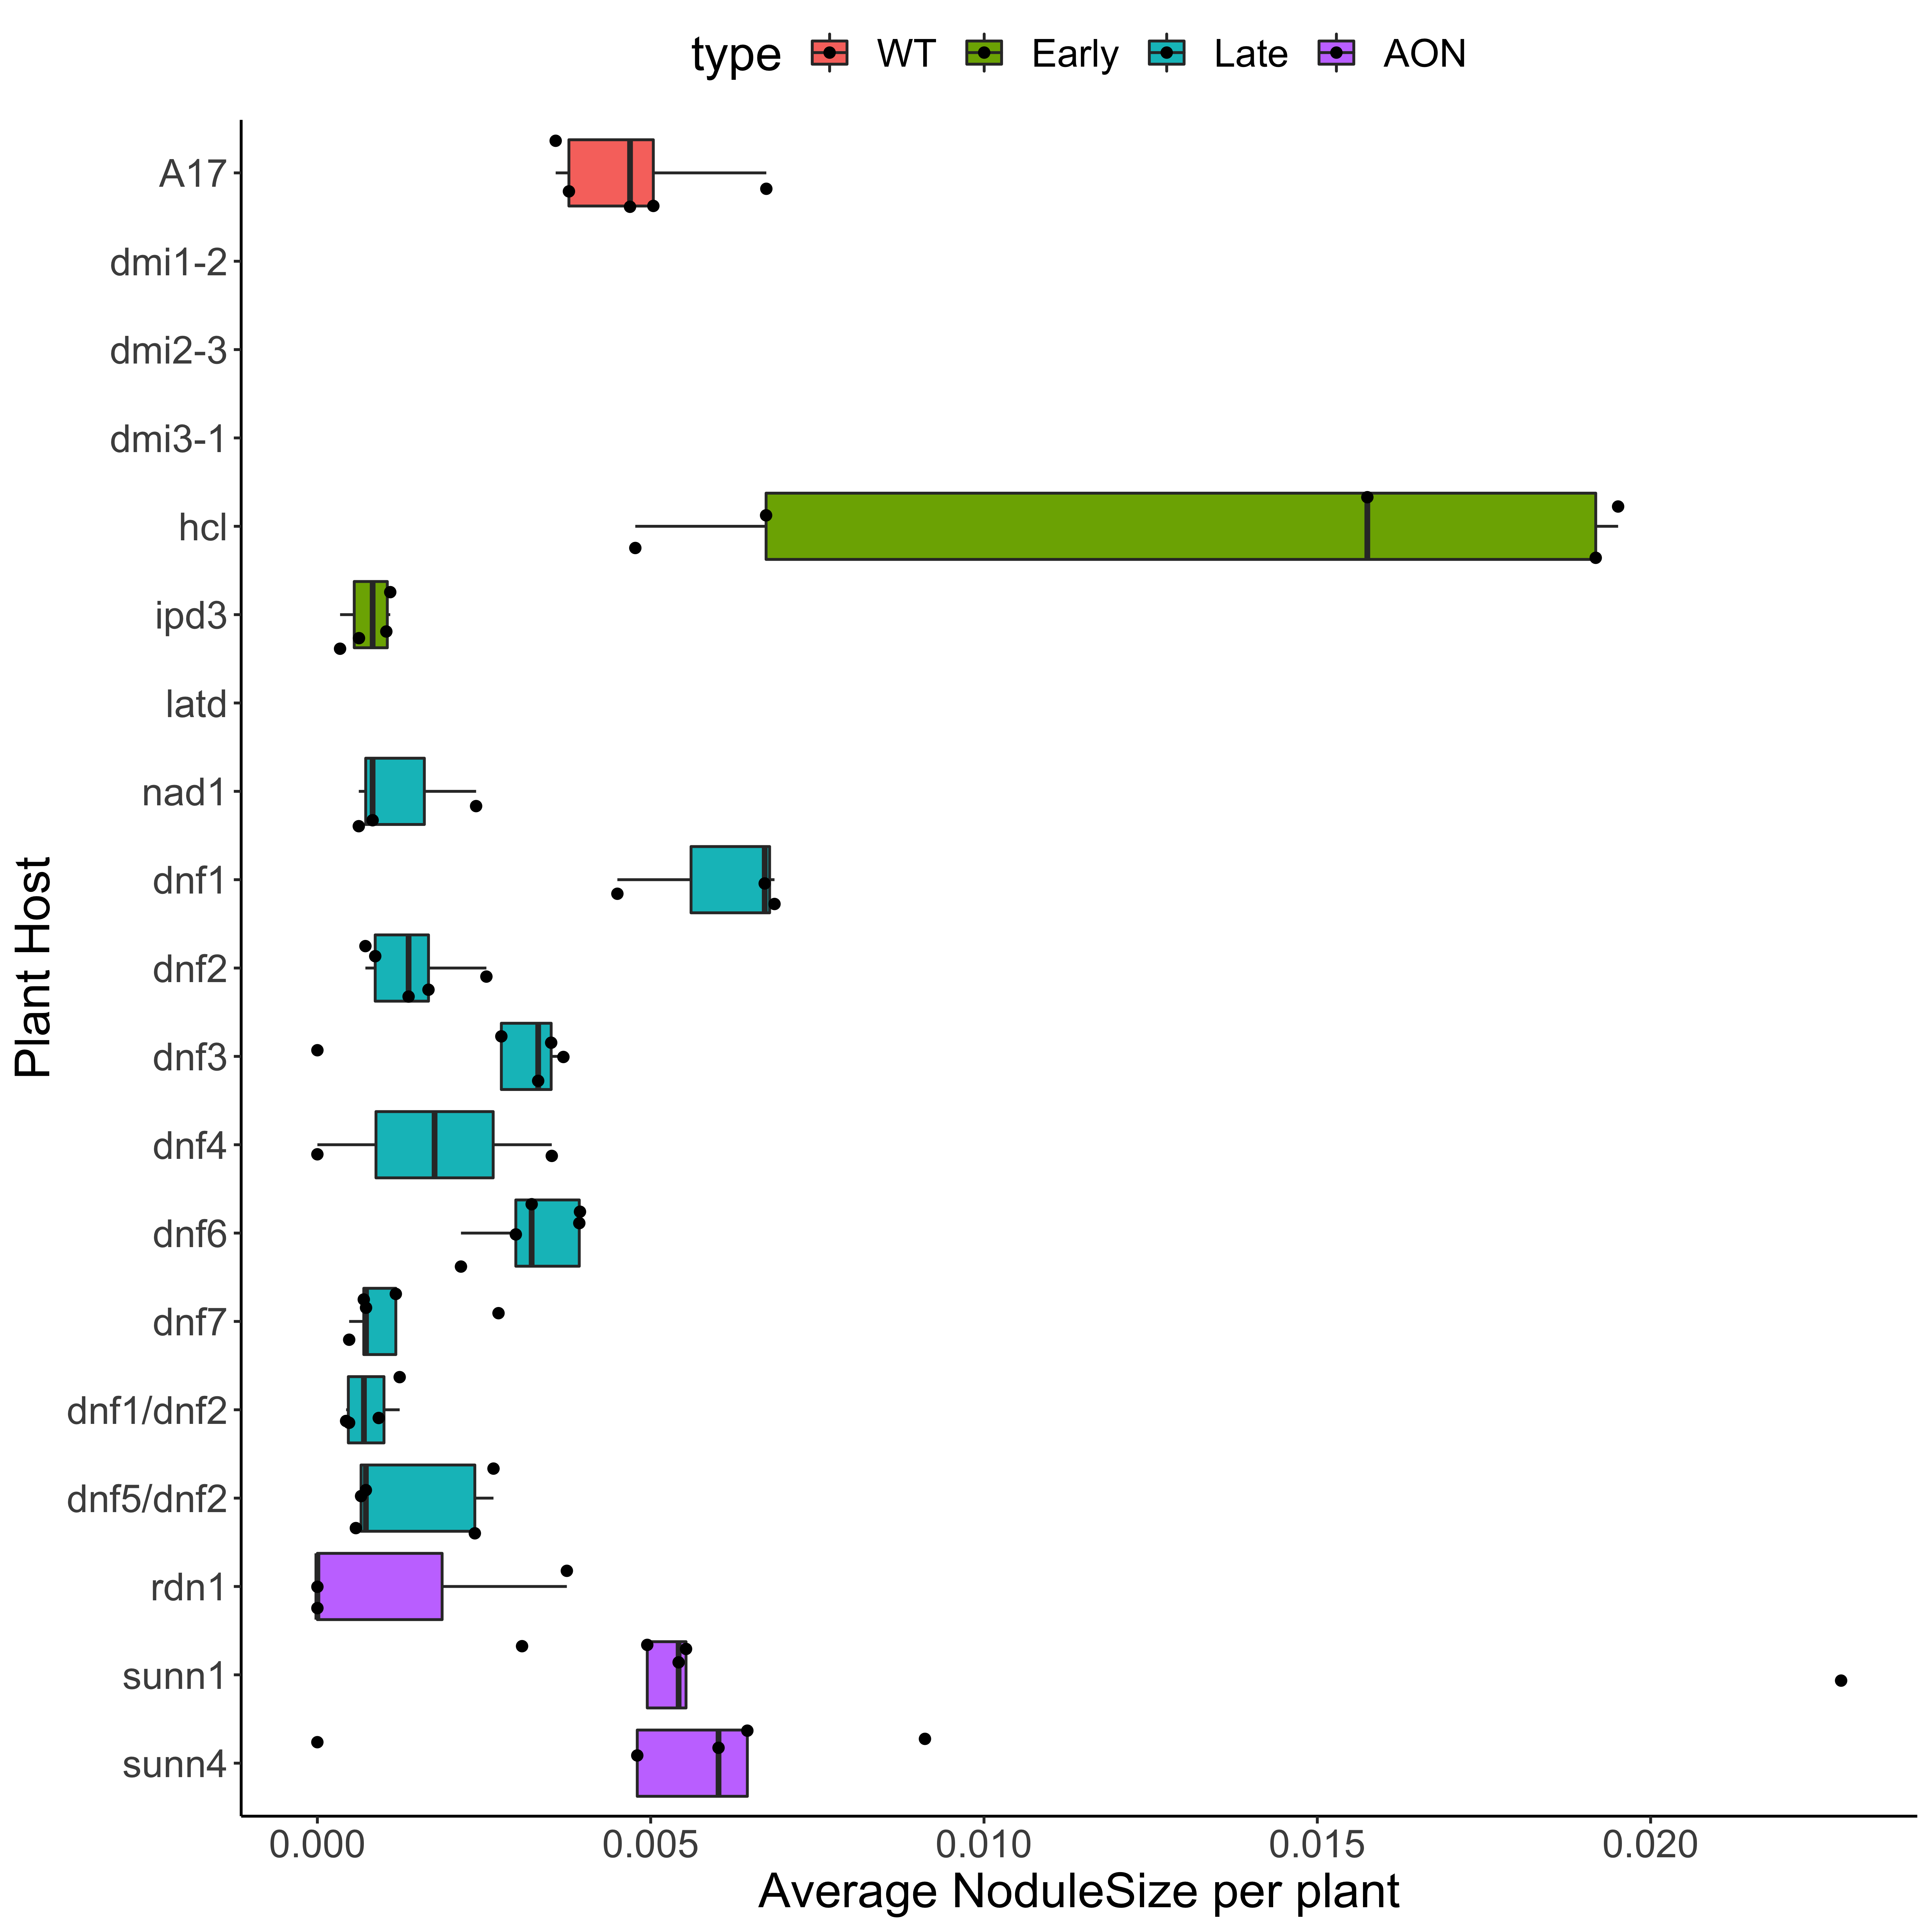 type WT Early Late AON
A17
dmi1-2
dmi2-3
dmi3-1
hcl
ipd3
latd
nad1
dnf1
dnf2
dnf3
dnf4
dnf6
dnf7
dnf1/dnf2
dnf5/dnf2
rdn1
sunn1
sunn4
Plant Host
0.000 0.005 0.010 0.015 0.020
Average NoduleSize per plant